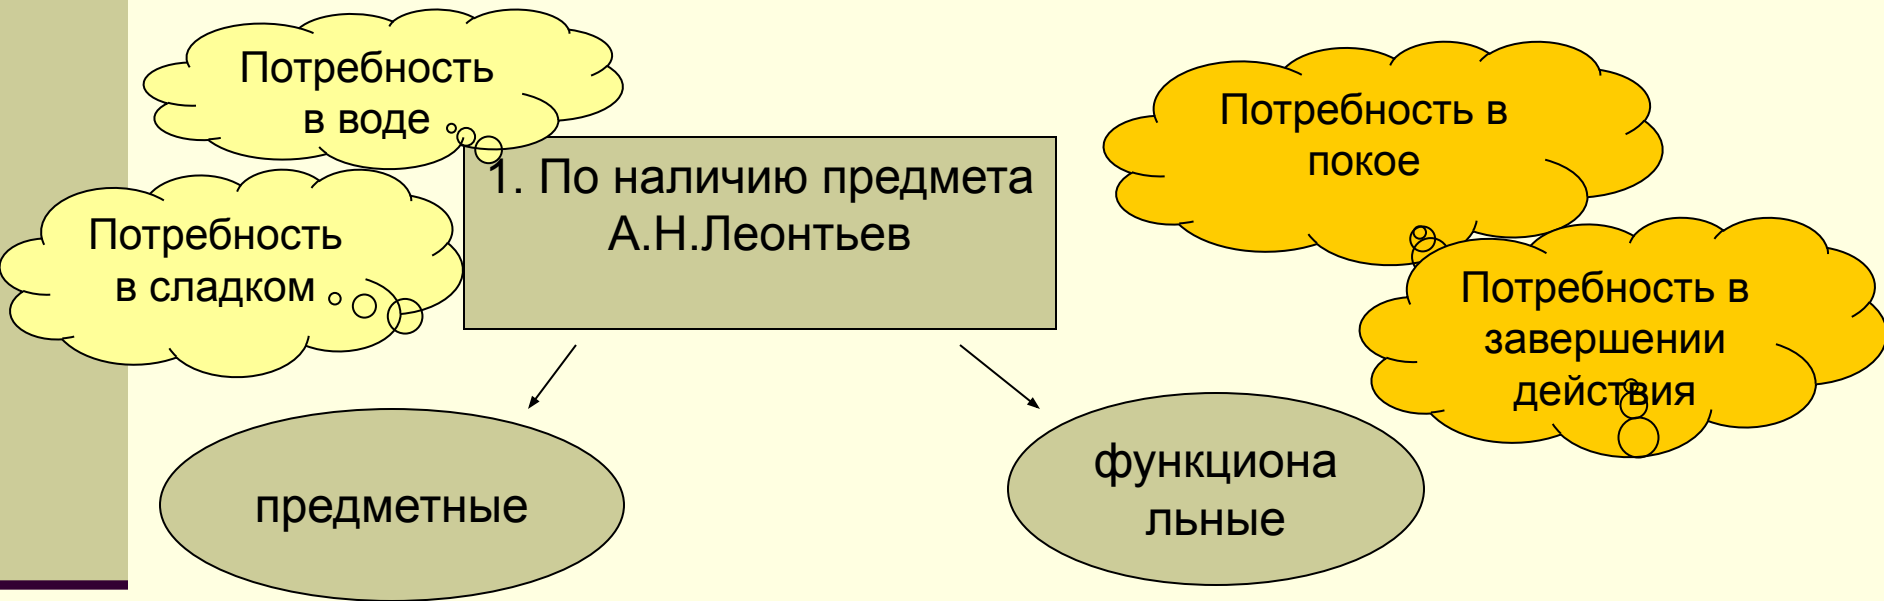 Потребность
в воде
1. По наличию предмета
А.Н.Леонтьев
Потребность
в сладком
Потребность в
покое
Потребность в
завершении
действия
предметные
функциона
льные